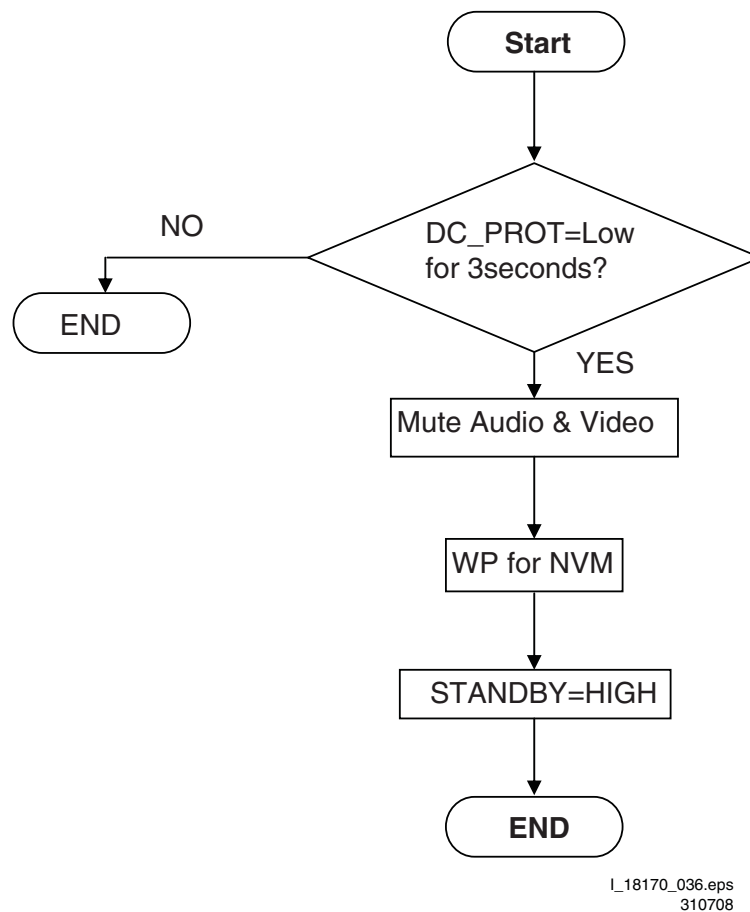 Start
DC_PROT=Low
for 3seconds?
NO
END
YES
Mute Audio & Video
WP for NVM
STANDBY=HIGH
END
I_18170_036.eps
310708